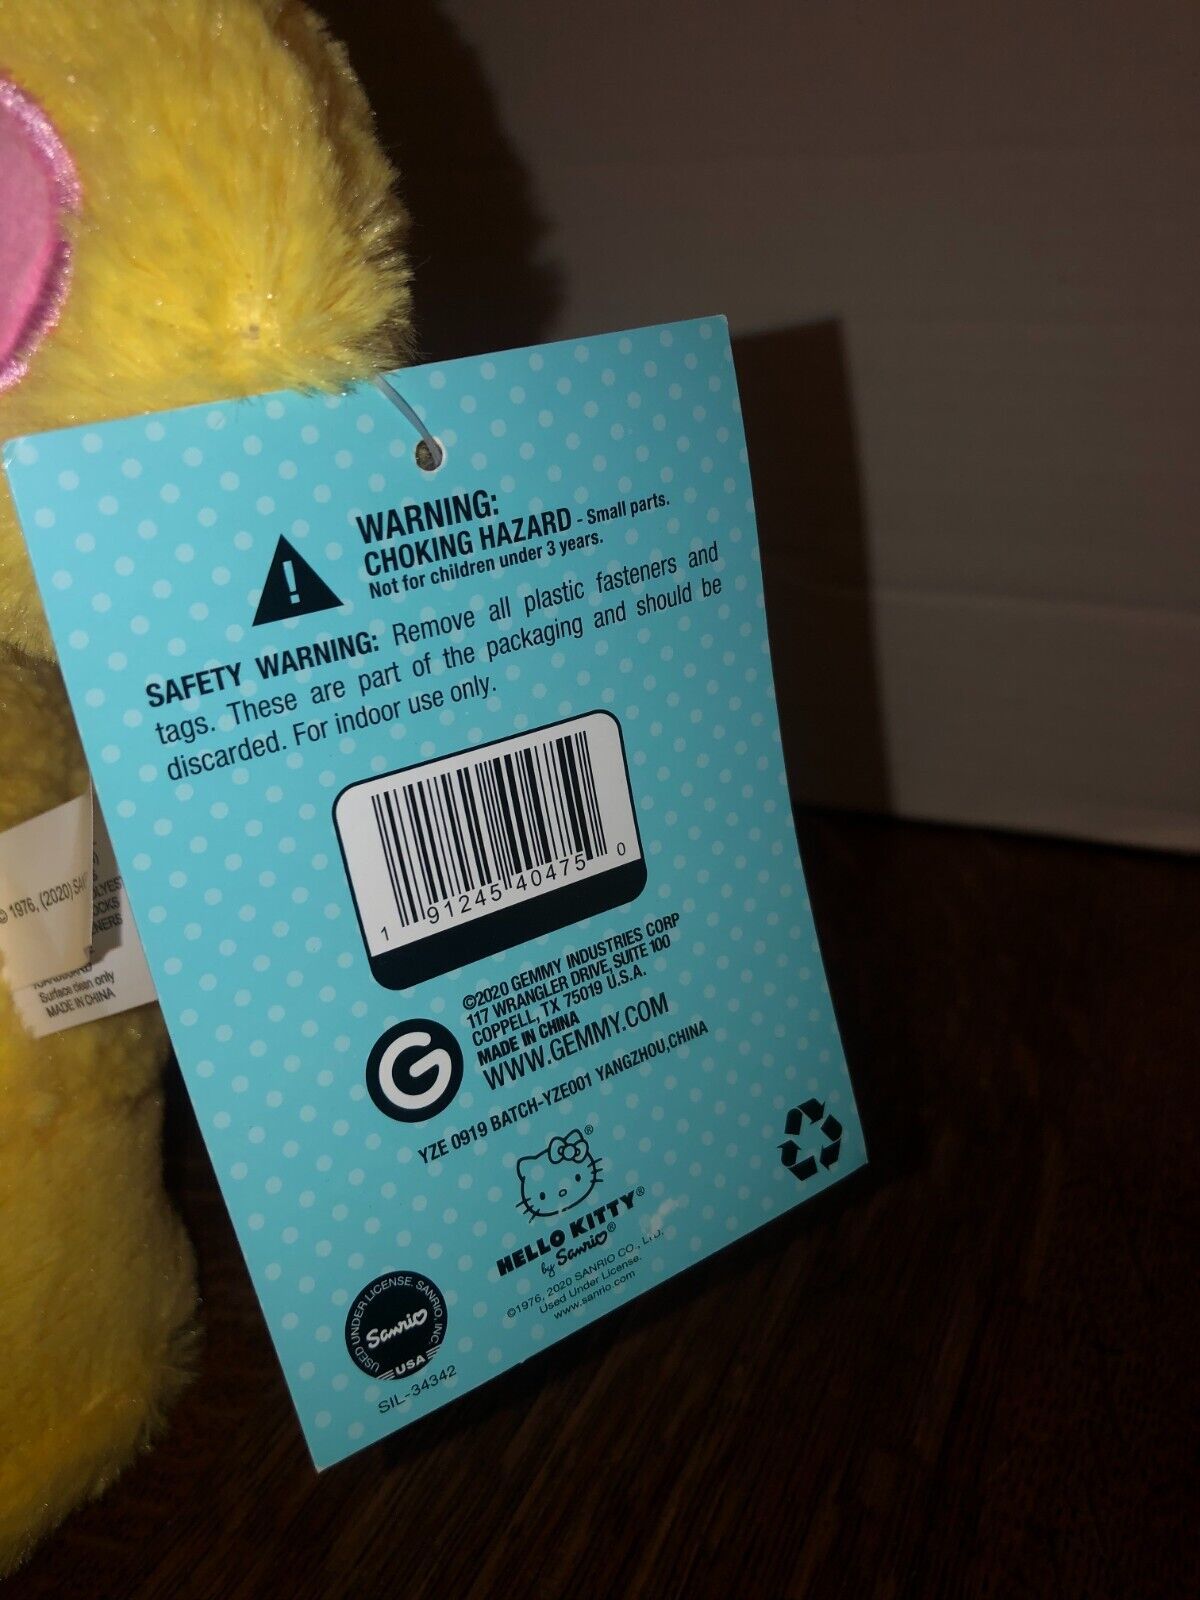 WARNING:
CHOKING HAZARD - Small parts.
Not for children under 3 years.
SAFETY WARNING: Remove all plastic fasteners and
tags. These are part of the packaging and should be
discarded. For indoor use only.
1 91245 40475 0
©2020 GEMMY INDUSTRIES CORP
117 WRANGLER DRIVE, SUITE 100
COPPELL, TX 75019 U.S.A.
MADE IN CHINA
WWW.GEMMY.COM
G
YZE 0919 BATCH-YZE001 YANGZHOU,CHINA
®
HELLO KITTY®
by Sanrio®
©1976, 2020 SANRIO CO., LTD.
Used Under License.
www.sanrio.com
USED UNDER LICENSE. SANRIO, INC.
Sanrio
USA
SIL-34342
© 1976, (2020)
Surface clean only
MADE IN CHINA